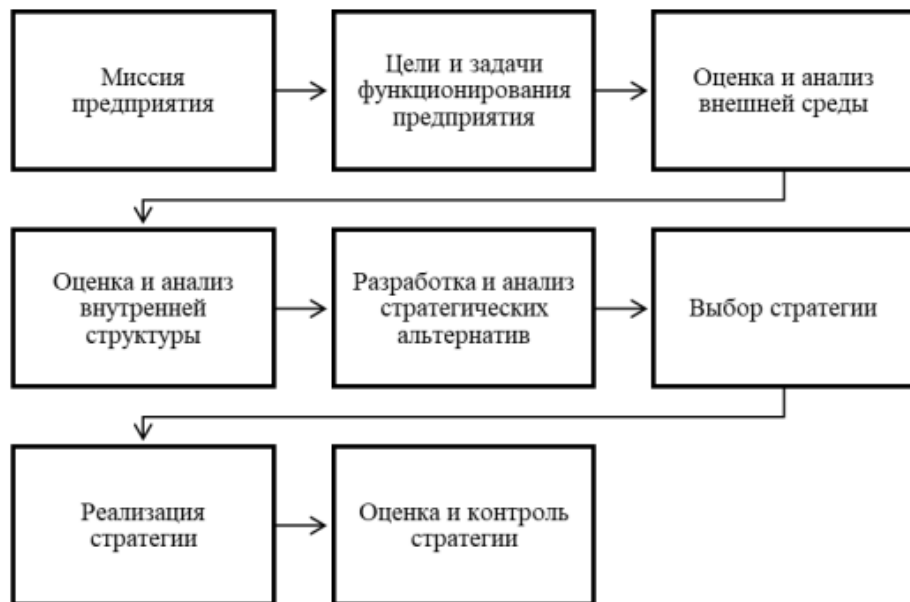 Миссия
предприятия
Цели и задачи
функционирования
предприятия
Оценка и анализ
внешней среды
Оценка и анализ
внутренней
структуры
Разработка и анализ
стратегических
альтернатив
Выбор стратегии
Реализация
стратегии
Оценка и контроль
стратегии